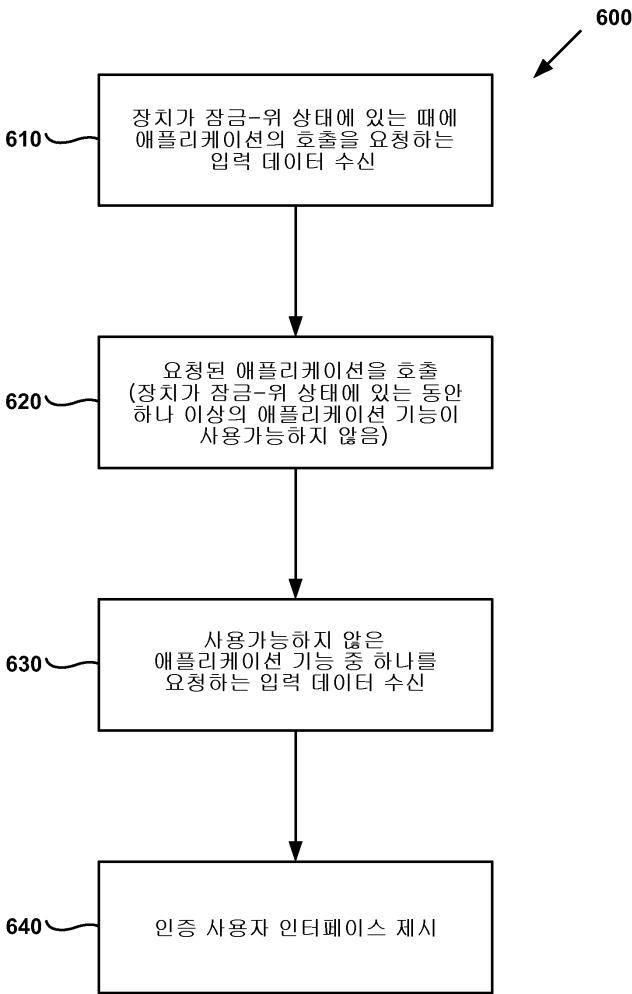 600
610
장치가 잠금-위 상태에 있는 때에
애플리케이션의 호출을 요청하는
입력 데이터 수신
620
요청된 애플리케이션을 호출
(장치가 잠금-위 상태에 있는 동안
하나 이상의 애플리케이션 기능이
사용가능하지 않음)
630
사용가능하지 않은
애플리케이션 기능 중 하나를
요청하는 입력 데이터 수신
640
인증 사용자 인터페이스 제시